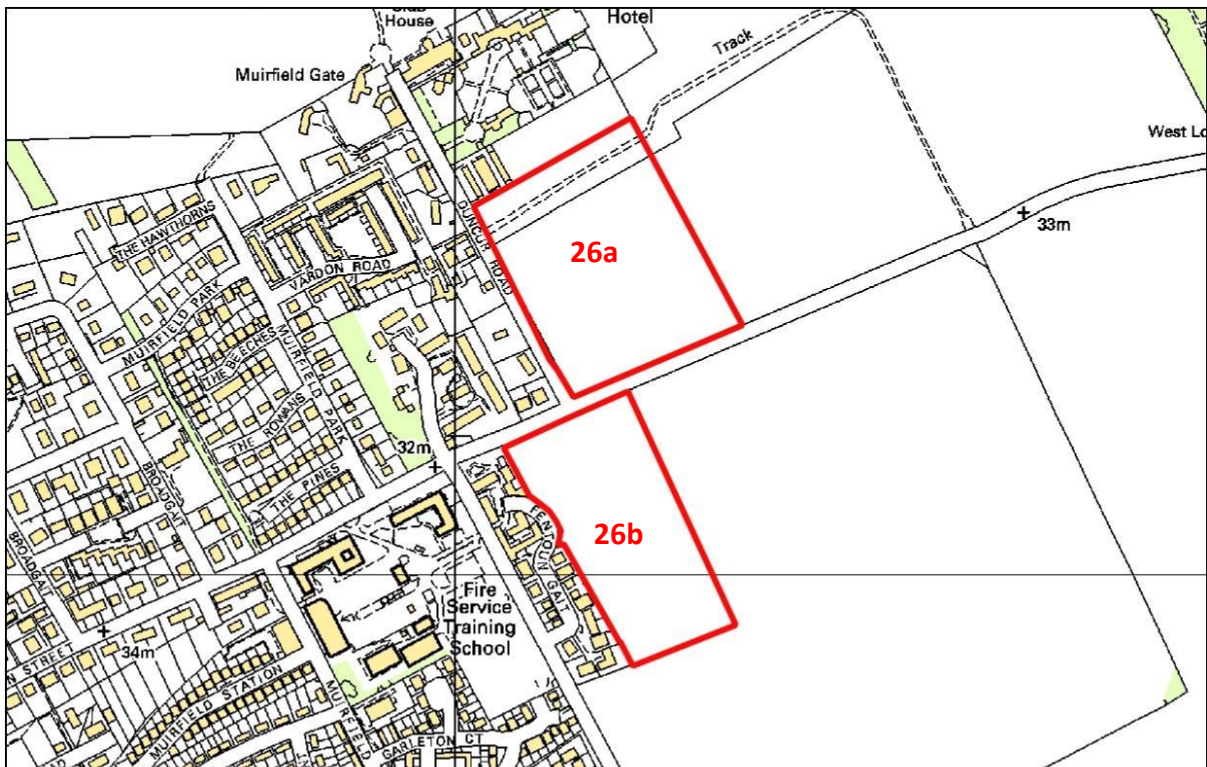 House
Hotel
Muirfield Gate
Track
West Lo
33m
THE HAWTHORNS
DUNCUR ROAD
26a
VARDON ROAD
MUIRFIELD PARK
THE BEECHES
MUIRFIELD PARK
THE ROWANS
32m
BROADGAIT
THE PINES
26b
BROADGAIT
FENTOUN GAIT
Fire
Service
Training
School
34m
N STREET
MUIRFIELD STATION
GARLETON CT